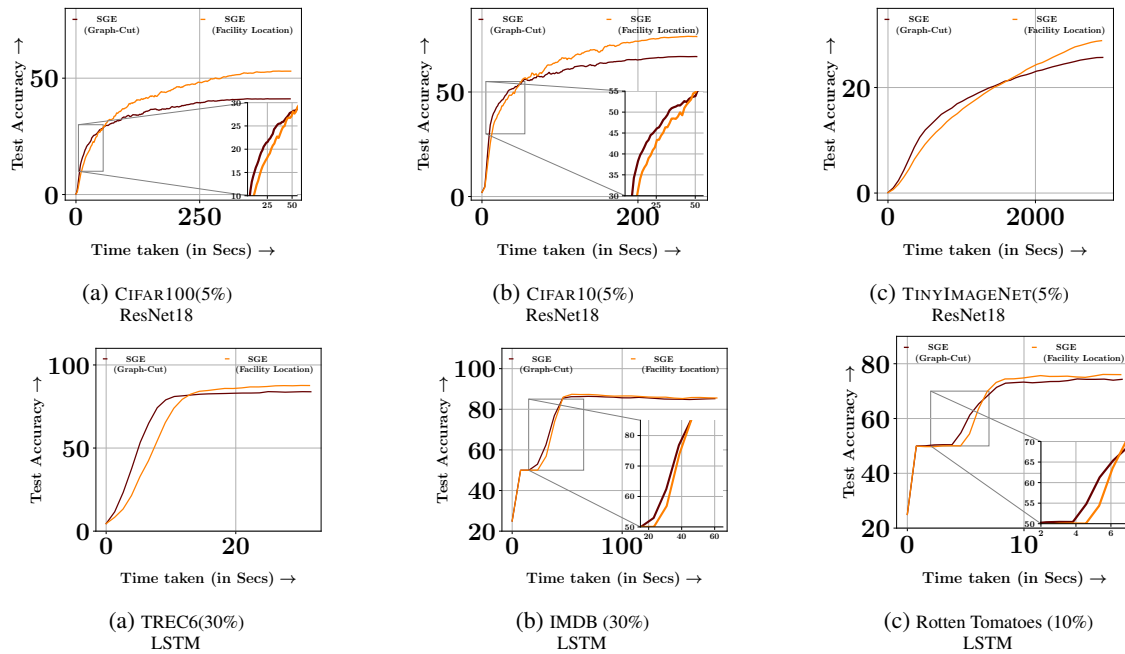 SGE SGE
(Graph-Cut) (Facility Location)
Test Accuracy →
50
0
30
25
20
15
10
25 50
0 250
Time taken (in Secs) →
(a) CIFAR100(5%)
ResNet18
SGE SGE
(Graph-Cut) (Facility Location)
Test Accuracy →
100
50
0
55
50
45
40
35
30
25 50
0 200
Time taken (in Secs) →
(b) CIFAR10(5%)
ResNet18
SGE SGE
(Graph-Cut) (Facility Location)
Test Accuracy →
20
0
0 2000
Time taken (in Secs) →
(c) TINYIMAGENET(5%)
ResNet18
SGE SGE
(Graph-Cut) (Facility Location)
Test Accuracy →
100
50
0
0 20
Time taken (in Secs) →
(a) TREC6(30%)
LSTM
SGE SGE
(Graph-Cut) (Facility Location)
Test Accuracy →
100
80
60
40
20
80
70
60
50
20 40 60
0 100
Time taken (in Secs) →
(b) IMDB (30%)
LSTM
SGE SGE
(Graph-Cut) (Facility Location)
Test Accuracy →
80
60
40
20
70
65
60
55
50
2 4 6
0 10
Time taken (in Secs) →
(c) Rotten Tomatoes (10%)
LSTM